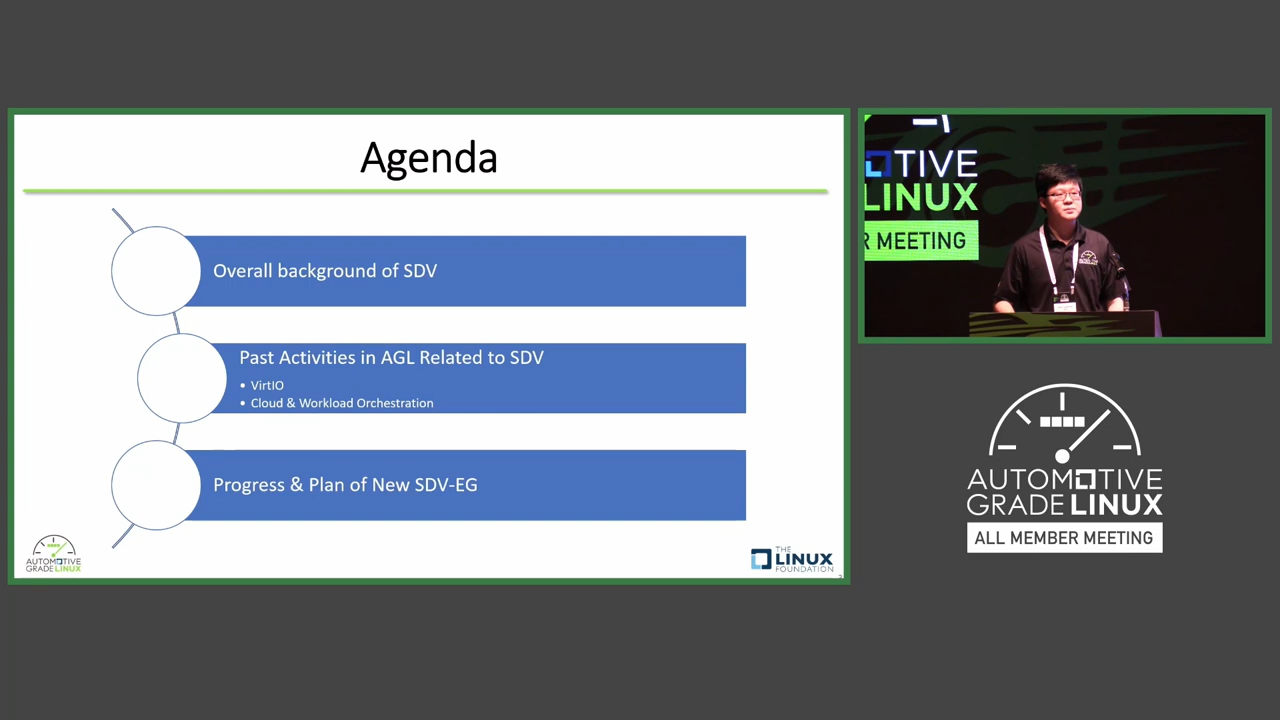 Agenda
Overall background of SDV
Past Activities in AGL Related to SDV
• VirtIO
• Cloud & Workload Orchestration
Progress & Plan of New SDV-EG
AUTOMOTIVE
GRADE LINUX
THE
LINUX
FOUNDATION
OTIVE
LINUX
R MEETING
AUTOMOTIVE
GRADE LINUX
ALL MEMBER MEETING